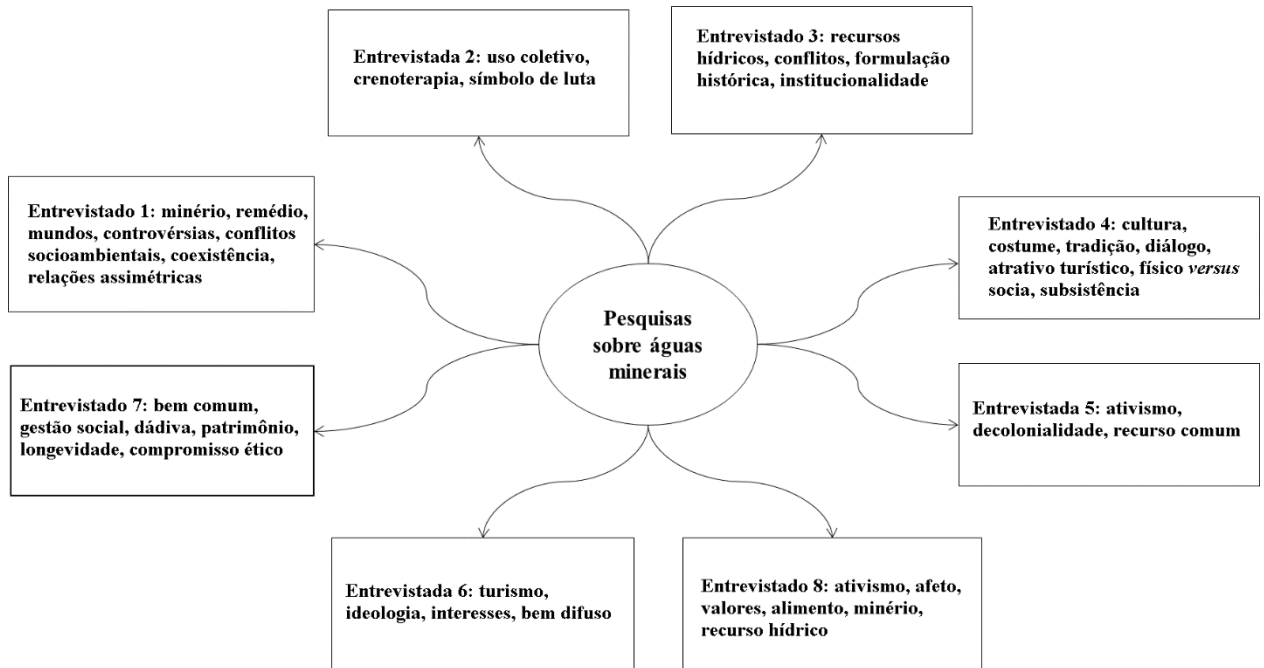 Entrevistada 2: uso coletivo,
crenoterapia, símbolo de luta
Entrevistado 3: recursos
hídricos, conflitos, formulação
histórica, institucionalidade
Entrevistado 1: minério, remédio,
mundos, controvérsias, conflitos
socioambientais, coexistência,
relações assimétricas
Entrevistado 4: cultura,
costume, tradição, diálogo,
atrativo turístico, físico versus
socia, subsistência
Pesquisas
sobre águas
minerais
Entrevistado 7: bem comum,
gestão social, dádiva, patrimônio,
longevidade, compromisso ético
Entrevistada 5: ativismo,
decolonialidade, recurso comum
Entrevistada 6: turismo,
ideologia, interesses, bem difuso
Entrevistado 8: ativismo, afeto,
valores, alimento, minério,
recurso hídrico